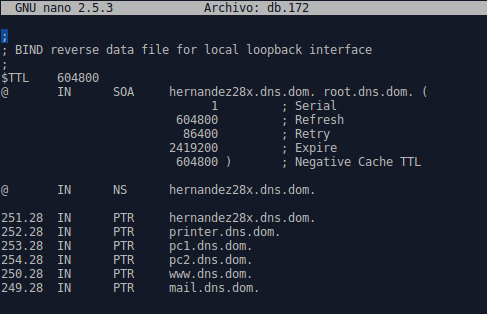 GNU nano 2.5.3 Archivo: db.172
;
; BIND reverse data file for local loopback interface
;
$TTL 604800
@ IN SOA hernandez28x.dns.dom. root.dns.dom. (
1 ; Serial
604800 ; Refresh
86400 ; Retry
2419200 ; Expire
604800 ) ; Negative Cache TTL
@ IN NS hernandez28x.dns.dom.
251.28 IN PTR hernandez28x.dns.dom.
252.28 IN PTR printer.dns.dom.
253.28 IN PTR pc1.dns.dom.
254.28 IN PTR pc2.dns.dom.
250.28 IN PTR www.dns.dom.
249.28 IN PTR mail.dns.dom.